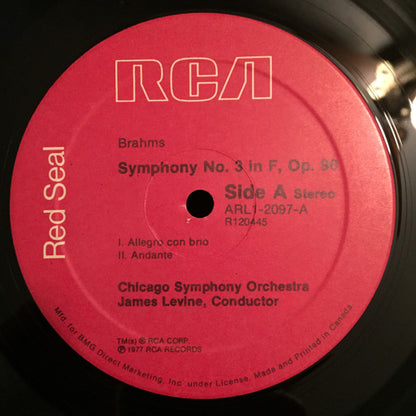 RCA
Red Seal
Brahms
Symphony No. 3 in F, Op. 90
Side A Stereo
ARL1-2097-A
R120445
I. Allegro con brio
II. Andante
Chicago Symphony Orchestra
James Levine, Conductor
TM(s) ® RCA CORP.
℗ 1977 RCA RECORDS
Mfd for BMG Direct Marketing, Inc. under License. Made and Printed in Canada